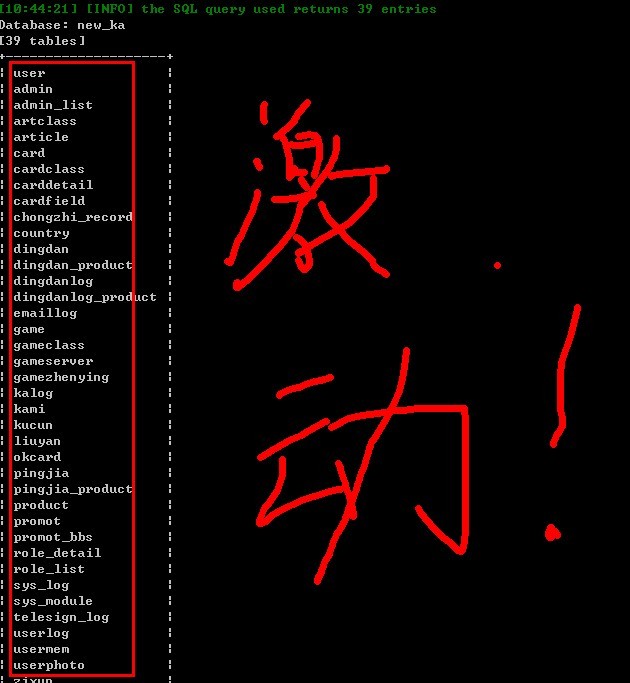 [10:44:21] [INFO] the SQL query used returns 39 entries
Database: new_ka
[39 tables]
user
admin
admin_list
artclass
article
card
cardclass
carddetail
cardfield
chongzhi_record
country
dingdan
dingdan_product
dingdanlog
dingdanlog_product
emaillog
game
gameclass
gameserver
gamezhenying
kalog
kami
kucun
liuyan
okcard
pingjia
pingjia_product
product
promot
promot_bbs
role_detail
role_list
sys_log
sys_module
telesign_log
userlog
usermem
userphoto
zixun
激
动!